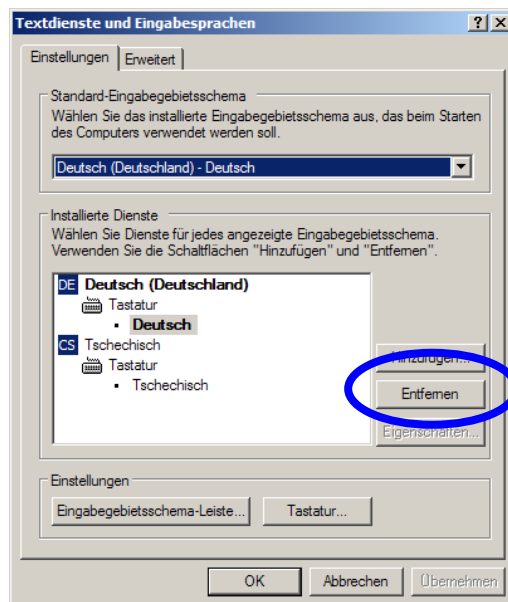 Textdienste und Eingabesprachen
Einstellungen
Erweitert
Standard-Eingabegebietsschema
Wählen Sie das installierte Eingabegebietsschema aus, das beim Starten
des Computers verwendet werden soll.
Deutsch (Deutschland) - Deutsch
Installierte Dienste
Wählen Sie Dienste für jedes angezeigte Eingabegebietsschema.
Verwenden Sie die Schaltflächen "Hinzufügen" und "Entfernen".
DE Deutsch (Deutschland)
Tastatur
• Deutsch
CS Tschechisch
Tastatur
• Tschechisch
Hinzufügen...
Entfernen
Eigenschaften...
Einstellungen
Eingabegebietsschema-Leiste...
Tastatur...
OK
Abbrechen
Übernehmen